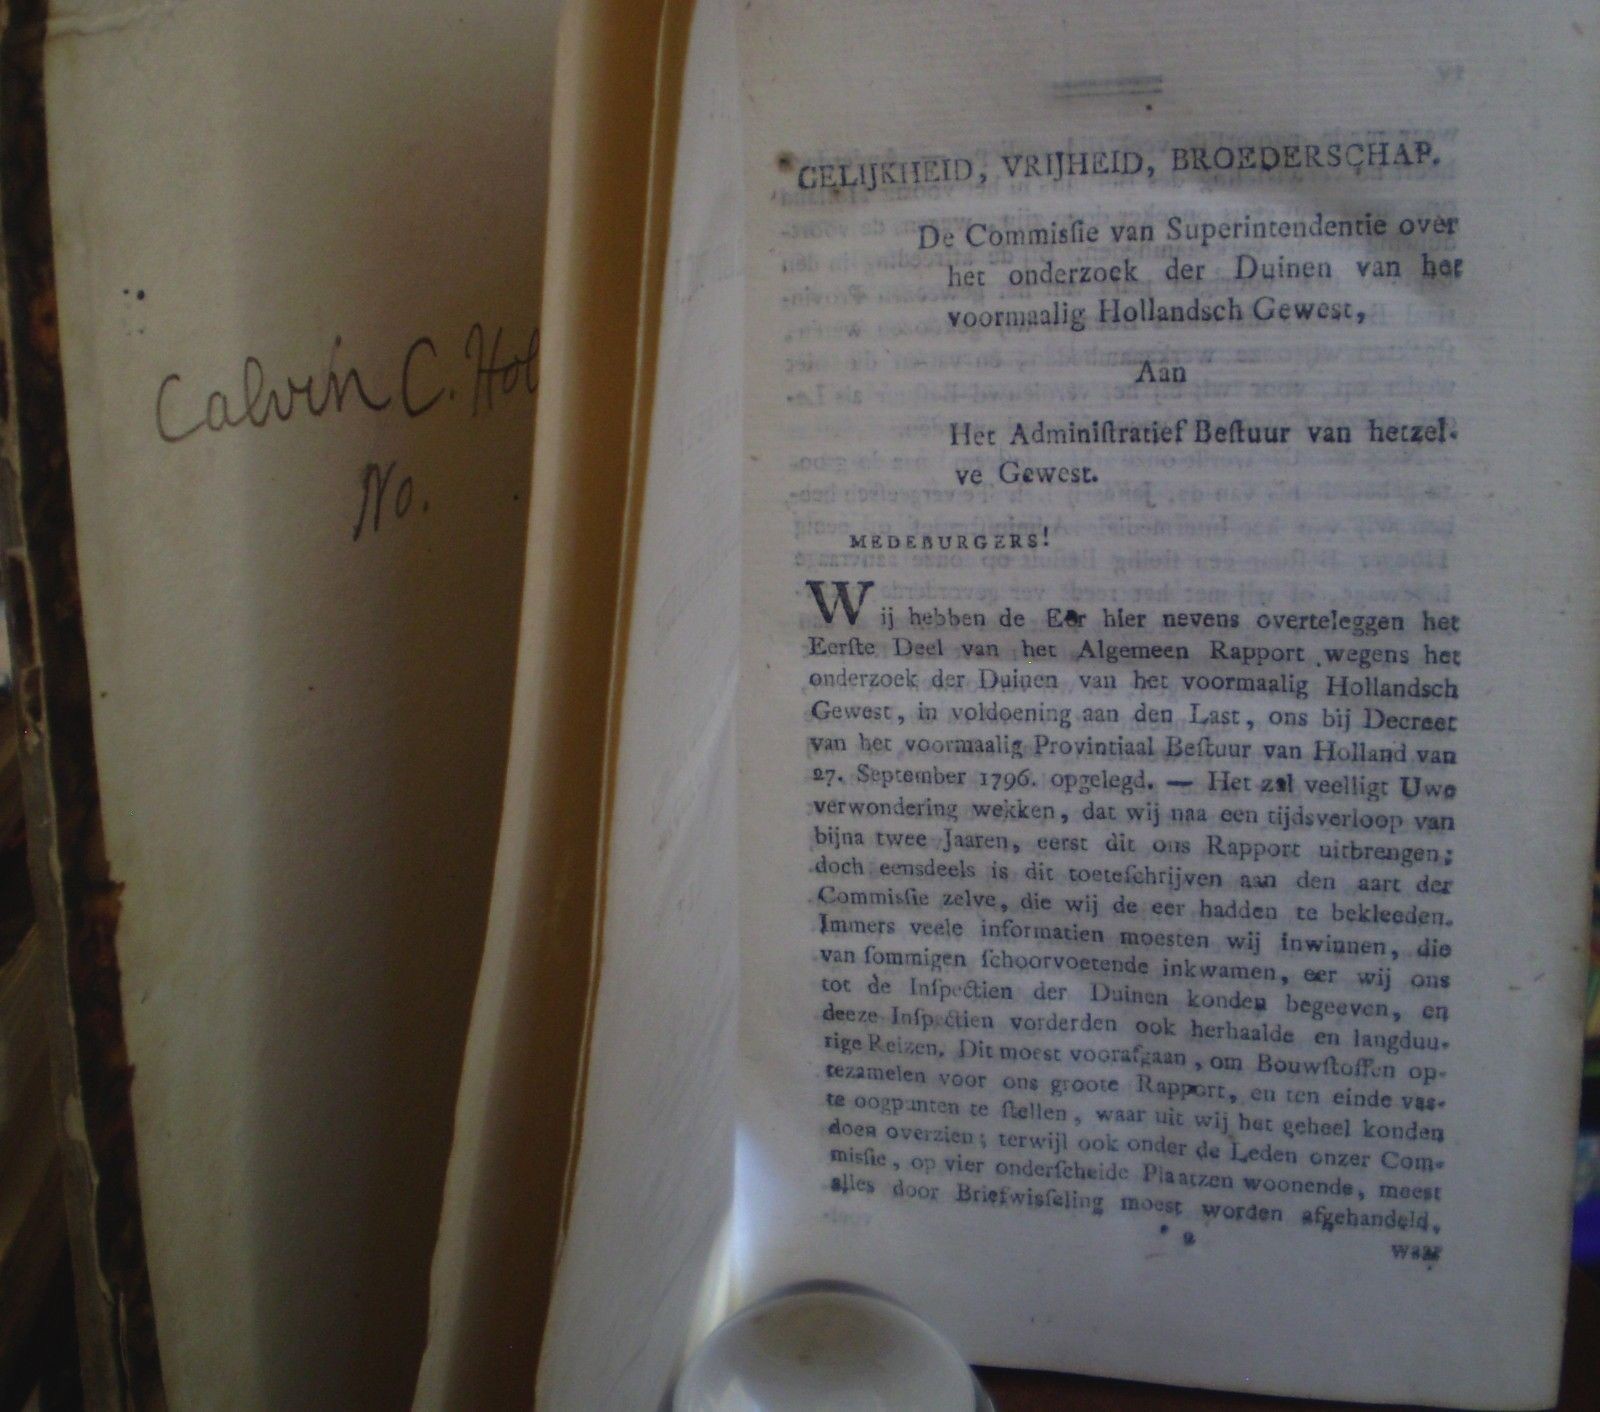 Calvin C. Hol
No.
GELIJKHEID, VRIJHEID, BROEDERSCHAP.
De Commisſie van Superintendentie over
het onderzoek der Duinen van het
voormaalig Hollandsch Gewest,
Aan
Het Adminiſtratief Beſtuur van hetzel-
ve Gewest.
MEDEBURGERS!
Wij hebben de Eer hier nevens overteleggen het
Eerſte Deel van het Algemeen Rapport wegens het
onderzoek der Duinen van het voormaalig Hollandsch
Gewest, in voldoening aan den Last, ons bij Decreet
van het voormaalig Provintiaal Beſtuur van Holland van
27. September 1796. opgelegd. — Het zal veelligt Uwe
verwondering wekken, dat wij naa een tijdsverloop van
bijna twee Jaaren, eerst dit ons Rapport uitbrengen;
doch eensdeels is dit toeteſchrijven aan den aart der
Commisſie zelve, die wij de eer hadden te bekleeden.
Immers veele informatien moesten wij inwinnen, die
van ſommigen ſchoorvoetende inkwamen, eer wij ons
tot de Inſpectien der Duinen konden begeeven, en
deeze Inſpectien vorderden ook herhaalde en langduu-
rige Reizen. Dit moest voorafgaan, om Bouwſtoffen op-
tezamelen voor ons groote Rapport, en ten einde vas-
te oogpunten te ſtellen, waar uit wij het geheel konden
doen overzien; terwijl ook onder de Leden onzer Com-
misſie, op vier onderſcheide Plaatzen woonende, meest
alles door Briefwisſeling moest worden afgehandeld.
* 2
waar